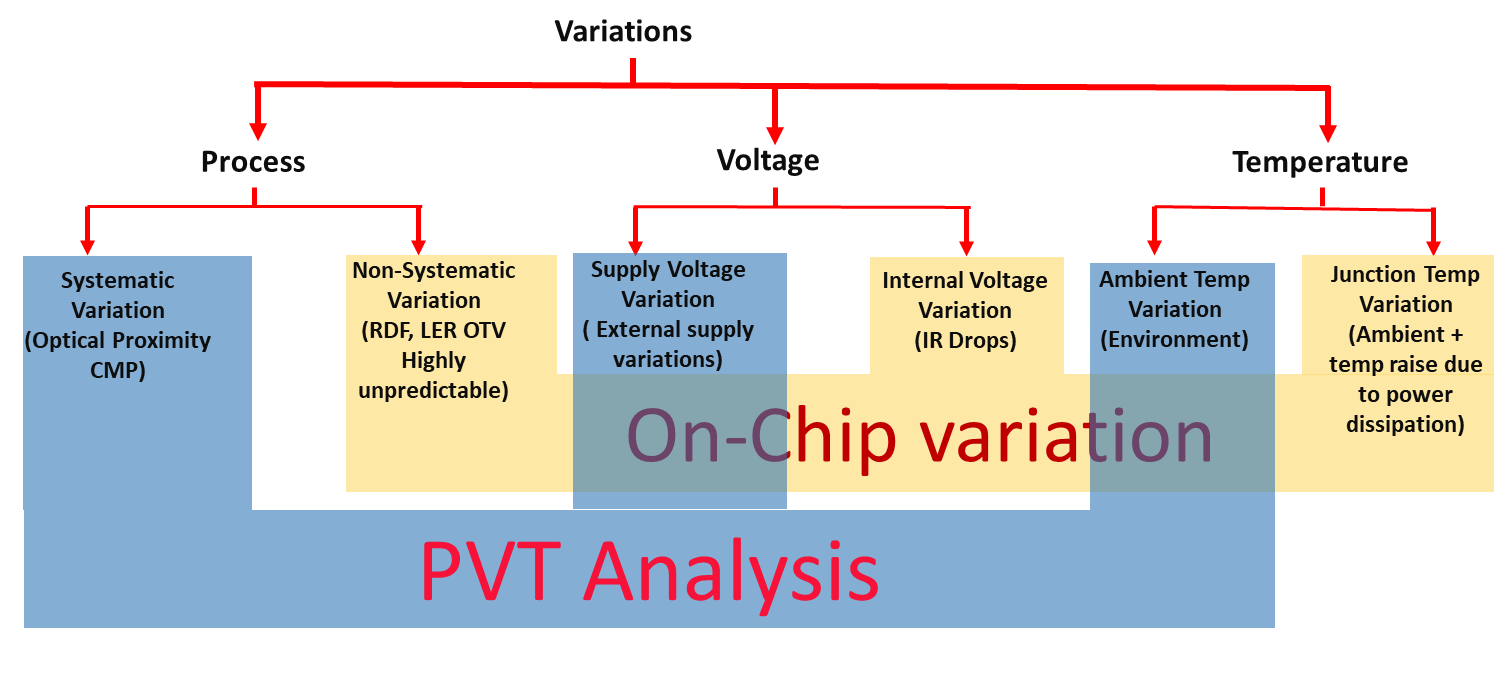 Variations
Process
Voltage
Temperature
Systematic
Variation
(Optical Proximity
CMP)
Non-Systematic
Variation
(RDF, LER OTV
Highly
unpredictable)
Supply Voltage
Variation
( External supply
variations)
Internal Voltage
Variation
(IR Drops)
Ambient Temp
Variation
(Environment)
Junction Temp
Variation
(Ambient +
temp raise due
to power
dissipation)
On-Chip variation
PVT Analysis